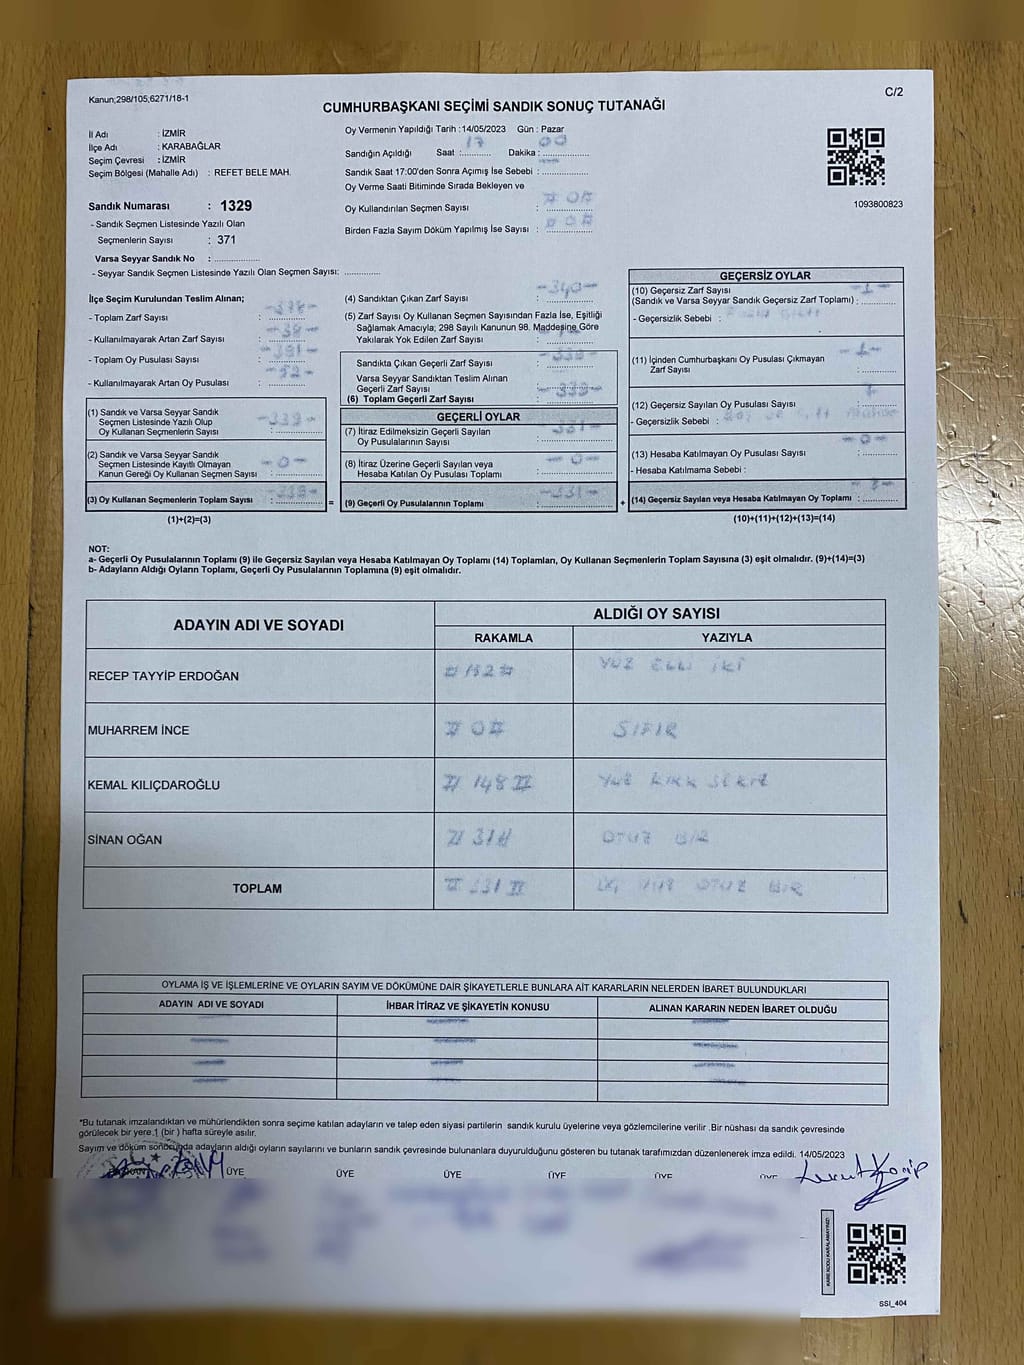 Kanun;298/105;6271/18-1
C/2
CUMHURBAŞKANI SEÇİMİ SANDIK SONUÇ TUTANAĞI
İl Adı : İZMİR
İlçe Adı : KARABAĞLAR
Seçim Çevresi : İZMİR
Seçim Bölgesi (Mahalle Adı) : REFET BELE MAH.
Sandık Numarası : 1329
- Sandık Seçmen Listesinde Yazılı Olan
Seçmenlerin Sayısı : 371
Varsa Seyyar Sandık No : ..............
- Seyyar Sandık Seçmen Listesinde Yazılı Olan Seçmen Sayısı: ............
Oy Vermenin Yapıldığı Tarih :14/05/2023 Gün : Pazar
Sandığın Açıldığı Saat : 17 Dakika : 00
Sandık Saat 17:00'den Sonra Açımış İse Sebebi :
Oy Verme Saati Bitiminde Sırada Bekleyen ve
Oy Kullandırılan Seçmen Sayısı : # 0#
Birden Fazla Sayım Döküm Yapılmış İse Sayısı : # 0 #
1093800823
İlçe Seçim Kurulundan Teslim Alınan;
- Toplam Zarf Sayısı :
- Kullanılmayarak Artan Zarf Sayısı :
- Toplam Oy Pusulası Sayısı :
- Kullanılmayarak Artan Oy Pusulası : -52-
(1) Sandık ve Varsa Seyyar Sandık
Seçmen Listesinde Yazılı Olup
Oy Kullanan Seçmenlerin Sayısı : -339-
(2) Sandık ve Varsa Seyyar Sandık
Seçmen Listesinde Kayıtlı Olmayan
Kanun Gereği Oy Kullanan Seçmen Sayısı : -0-
(3) Oy Kullanan Seçmenlerin Toplam Sayısı : -339- =
(1)+(2)=(3)
(4) Sandıktan Çıkan Zarf Sayısı : -340-
(5) Zarf Sayısı Oy Kullanan Seçmen Sayısından Fazla İse, Eşitliği
Sağlamak Amacıyla; 298 Sayılı Kanunun 98. Maddesine Göre
Yakılarak Yok Edilen Zarf Sayısı :
Sandıkta Çıkan Geçerli Zarf Sayısı : -339-
Varsa Seyyar Sandıktan Teslim Alınan
Geçerli Zarf Sayısı
(6) Toplam Geçerli Zarf Sayısı : -339-
GEÇERLİ OYLAR
(7) İtiraz Edilmeksizin Geçerli Sayılan
Oy Pusulalarının Sayısı : 331-
(8) İtiraz Üzerine Geçerli Sayılan veya
Hesaba Katılan Oy Pusulası Toplamı : - 0 -
(9) Geçerli Oy Pusulalarının Toplamı : -331- +
GEÇERSİZ OYLAR
(10) Geçersiz Zarf Sayısı
(Sandık ve Varsa Seyyar Sandık Geçersiz Zarf Toplamı) : -1-
- Geçersizlik Sebebi :
(11) İçinden Cumhurbaşkanı Oy Pusulası Çıkmayan
Zarf Sayısı :
(12) Geçersiz Sayılan Oy Pusulası Sayısı :
- Geçersizlik Sebebi :
(13) Hesaba Katılmayan Oy Pusulası Sayısı : -0-
- Hesaba Katılmama Sebebi :
(14) Geçersiz Sayılan veya Hesaba Katılmayan Oy Toplamı :
(10)+(11)+(12)+(13)=(14)
NOT:
a- Geçerli Oy Pusulalarının Toplamı (9) ile Geçersiz Sayılan veya Hesaba Katılmayan Oy Toplamı (14) Toplamları, Oy Kullanan Seçmenlerin Toplam Sayısına (3) eşit olmalıdır. (9)+(14)=(3)
b- Adayların Aldığı Oyların Toplamı, Geçerli Oy Pusulalarının Toplamına (9) eşit olmalıdır.
ADAYIN ADI VE SOYADI
ALDIĞI OY SAYISI
RAKAMLA YAZIYLA
RECEP TAYYİP ERDOĞAN # 152 # YÜZ ELLİ İKİ
MUHARREM İNCE # 0# SIFIR
KEMAL KILIÇDAROĞLU # 148 # YÜZ KIRK SEKİZ
SİNAN OĞAN # 31# OTUZ BİR
TOPLAM # 331 # YÜZ OTUZ BİR
OYLAMA İŞ VE İŞLEMLERİNE VE OYLARIN SAYIM VE DÖKÜMÜNE DAİR ŞİKAYETLERLE BUNLARA AİT KARARLARIN NELERDEN İBARET BULUNDUKLARI
ADAYIN ADI VE SOYADI İHBAR İTİRAZ VE ŞİKAYETİN KONUSU ALINAN KARARIN NEDEN İBARET OLDUĞU
*Bu tutanak imzalandıktan ve mühürlendikten sonra seçime katılan adayların ve talep eden siyasi partilerin sandık kurulu üyelerine veya gözlemcilerine verilir .Bir nüshası da sandık çevresinde
görülecek bir yere 1 (bir ) hafta süreyle asılır.
Sayım ve döküm sonucunda adayların aldığı oyların sayılarını ve bunların sandık çevresinde bulunanlara duyurulduğunu gösteren bu tutanak tarafımızdan düzenlenerek imza edildi. 14/05/2023
BAŞKAN ÜYE ÜYE ÜYE ÜYE ÜYE ÜYE
KARE KODU KARALAMAYINIZ!
SSI_404